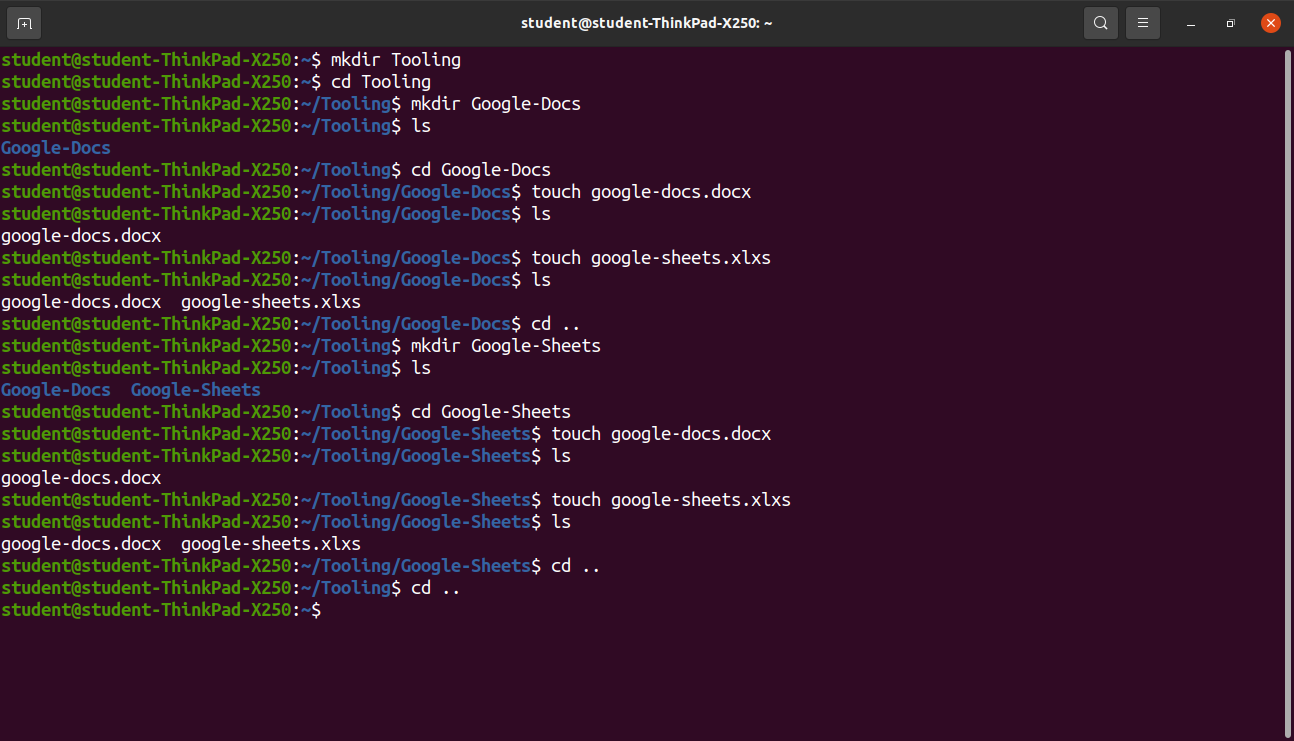 student@student-ThinkPad-X250: ~
student@student-ThinkPad-X250:~$ mkdir Tooling
student@student-ThinkPad-X250:~$ cd Tooling
student@student-ThinkPad-X250:~/Tooling$ mkdir Google-Docs
student@student-ThinkPad-X250:~/Tooling$ ls
Google-Docs
student@student-ThinkPad-X250:~/Tooling$ cd Google-Docs
student@student-ThinkPad-X250:~/Tooling/Google-Docs$ touch google-docs.docx
student@student-ThinkPad-X250:~/Tooling/Google-Docs$ ls
google-docs.docx
student@student-ThinkPad-X250:~/Tooling/Google-Docs$ touch google-sheets.xlxs
student@student-ThinkPad-X250:~/Tooling/Google-Docs$ ls
google-docs.docx  google-sheets.xlxs
student@student-ThinkPad-X250:~/Tooling/Google-Docs$ cd ..
student@student-ThinkPad-X250:~/Tooling$ mkdir Google-Sheets
student@student-ThinkPad-X250:~/Tooling$ ls
Google-Docs  Google-Sheets
student@student-ThinkPad-X250:~/Tooling$ cd Google-Sheets
student@student-ThinkPad-X250:~/Tooling/Google-Sheets$ touch google-docs.docx
student@student-ThinkPad-X250:~/Tooling/Google-Sheets$ ls
google-docs.docx
student@student-ThinkPad-X250:~/Tooling/Google-Sheets$ touch google-sheets.xlxs
student@student-ThinkPad-X250:~/Tooling/Google-Sheets$ ls
google-docs.docx  google-sheets.xlxs
student@student-ThinkPad-X250:~/Tooling/Google-Sheets$ cd ..
student@student-ThinkPad-X250:~/Tooling$ cd ..
student@student-ThinkPad-X250:~$